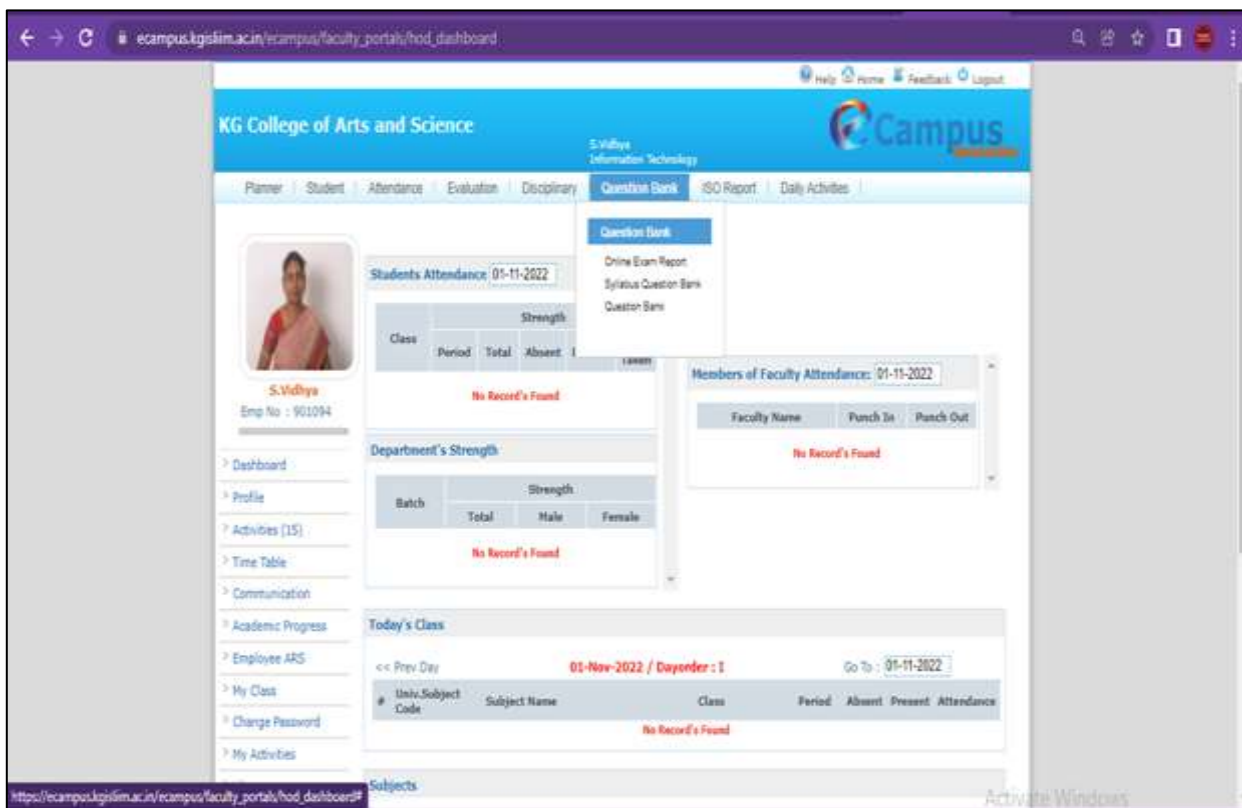 ecampus.kgisliim.ac.in/ecampus/faculty_portals/hod_dashboard
Help Home Feedback Logout
KG College of Arts and Science
S.Vidhya
Information Technology
Campus
Planner Student Attendance Evaluation Disciplinary Question Bank ISO Report Daily Activities
Question Bank
Online Exam Report
Syllabus Question Bank
Question Bank
Students Attendance 01-11-2022
Class
Strength
Period Total Absent
Taken
No Record's Found
Members of Faculty Attendance: 01-11-2022
Faculty Name Punch In Punch Out
No Record's Found
S.Vidhya
Emp No : 901094
Department's Strength
Batch
Strength
Total Male Female
No Record's Found
Dashboard
Profile
Activities (15)
Time Table
Communication
Academic Progress
Employee ARS
My Class
Change Password
My Activities
Today's Class
<< Prev Day 01-Nov-2022 / Dayorder : I Go To : 01-11-2022
# Univ.Subject Code Subject Name Class Period Absent Present Attendance
No Record's Found
Subjects
https://ecampus.kgisliim.ac.in/ecampus/faculty_portals/hod_dashboard#
Activate Windows